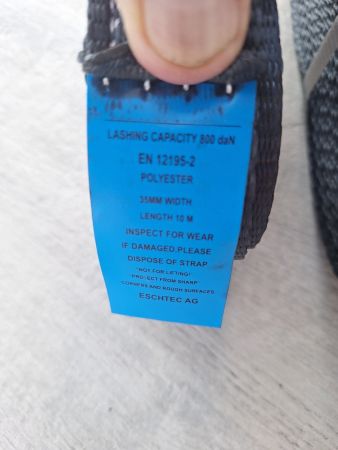 LASHING CAPACITY 800 daN
EN 12195-2
POLYESTER
35MM WIDTH
LENGTH 10 M
INSPECT FOR WEAR
IF DAMAGED,PLEASE
DISPOSE OF STRAP
"NOT FOR LIFTING!"
PROTECT FROM SHARP
CORNERS AND ROUGH SURFACES
ESCHTEC AG